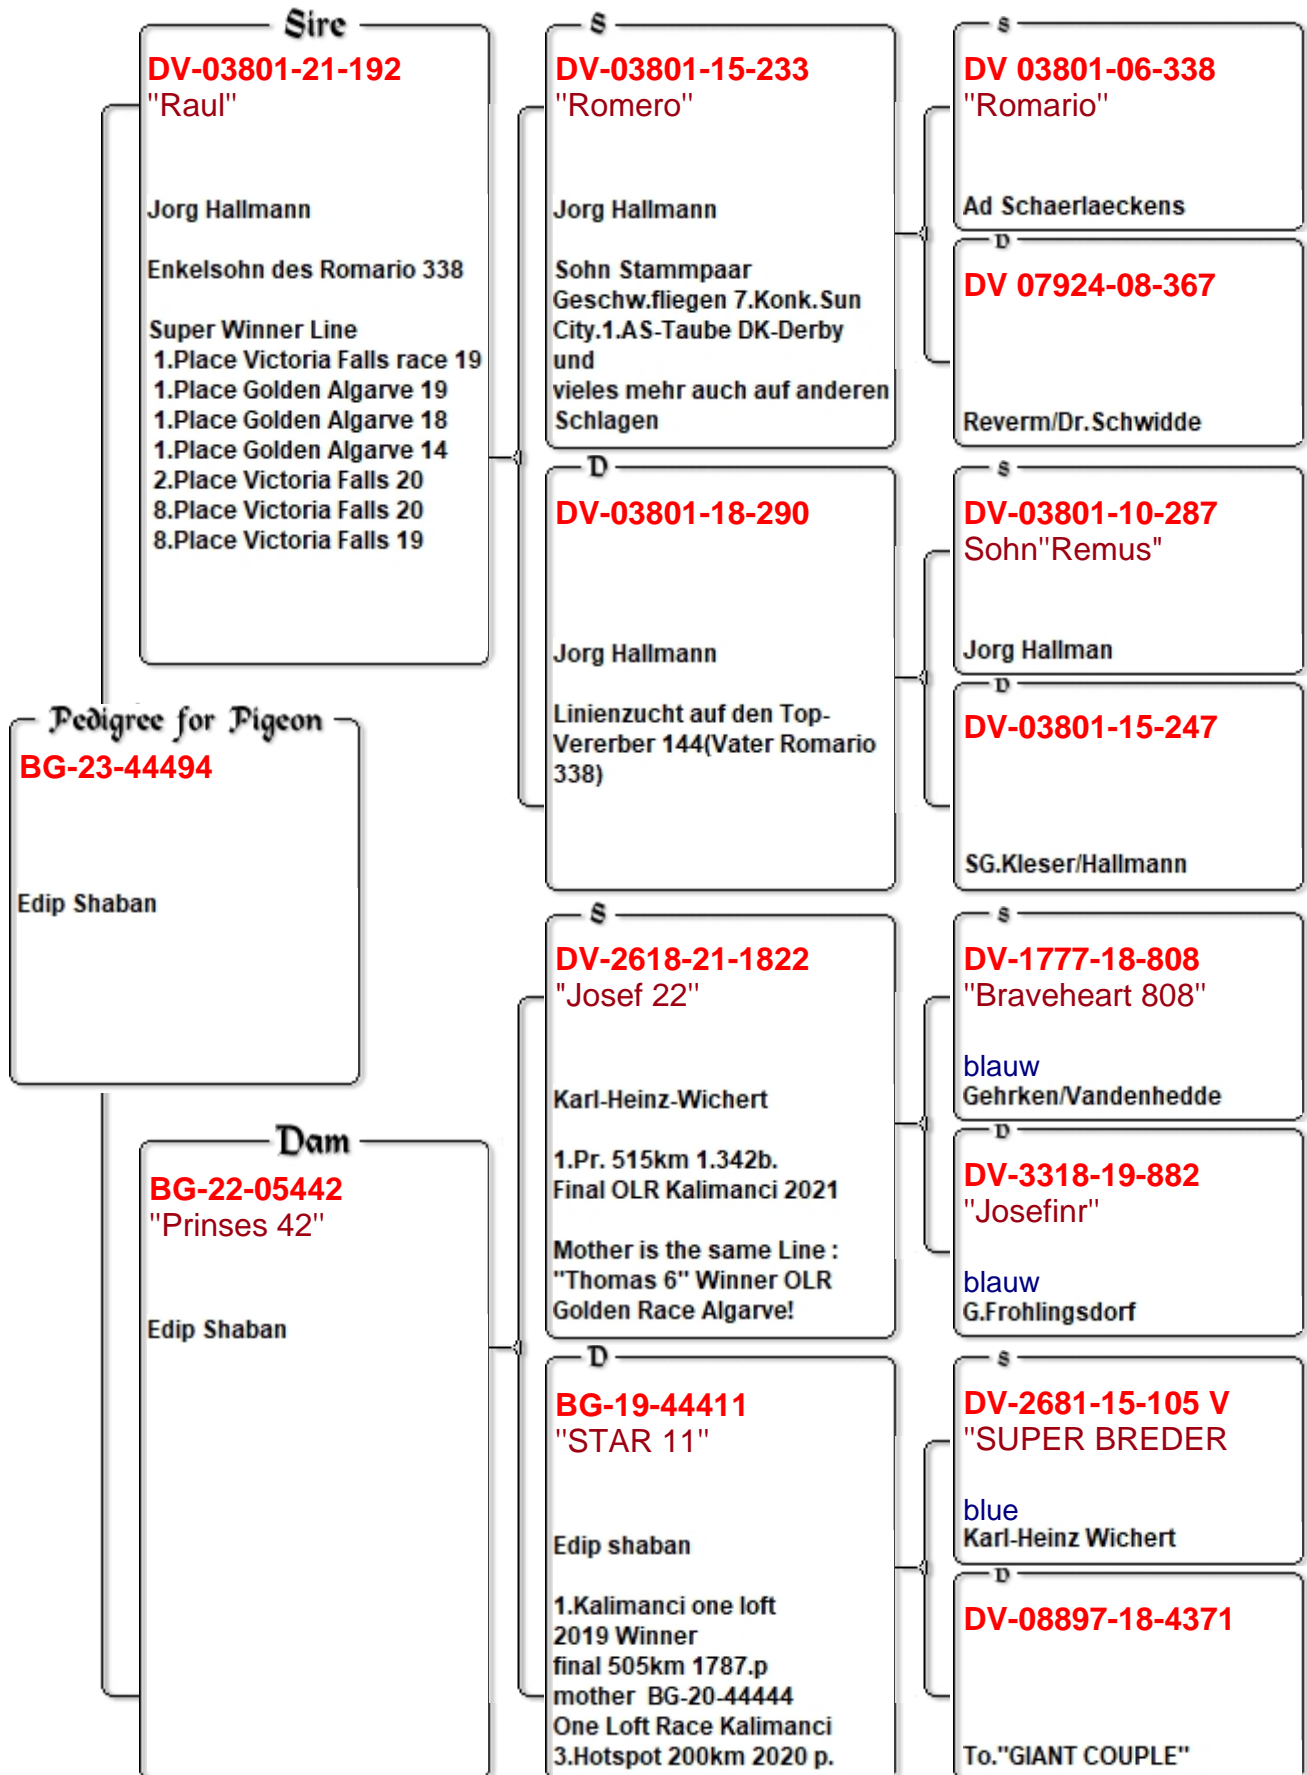 Sire
DV-03801-21-192
"Raul"
Jorg Hallmann
Enkelsohn des Romario 338
Super Winner Line
1.Place Victoria Falls race 19
1.Place Golden Algarve 19
1.Place Golden Algarve 18
1.Place Golden Algarve 14
2.Place Victoria Falls 20
8.Place Victoria Falls 20
8.Place Victoria Falls 19
Pedigree for Pigeon
BG-23-44494
Edip Shaban
Dam
BG-22-05442
"Prinses 42"
Edip Shaban
S
DV-03801-15-233
"Romero"
Jorg Hallmann
Sohn Stammpaar
Geschw.fliegen 7.Konk.Sun
City.1.AS-Taube DK-Derby
und
vieles mehr auch auf anderen
Schlagen
D
DV-03801-18-290
Jorg Hallmann
Linienzucht auf den Top-
Vererber 144(Vater Romario
338)
S
DV-2618-21-1822
"Josef 22"
Karl-Heinz-Wichert
1.Pr. 515km 1.342b.
Final OLR Kalimanci 2021
Mother is the same Line :
"Thomas 6" Winner OLR
Golden Race Algarve!
D
BG-19-44411
"STAR 11"
Edip shaban
1.Kalimanci one loft
2019 Winner
final 505km 1787.p
mother BG-20-44444
One Loft Race Kalimanci
3.Hotspot 200km 2020 p.
S
DV 03801-06-338
"Romario"
Ad Schaerlaeckens
D
DV 07924-08-367
Reverm/Dr.Schwidde
S
DV-03801-10-287
Sohn"Remus"
Jorg Hallman
D
DV-03801-15-247
SG.Kleser/Hallmann
S
DV-1777-18-808
"Braveheart 808"
blauw
Gehrken/Vandenhedde
D
DV-3318-19-882
"Josefinr"
blauw
G.Frohlingsdorf
S
DV-2681-15-105 V
"SUPER BREDER
blue
Karl-Heinz Wichert
D
DV-08897-18-4371
To."GIANT COUPLE"